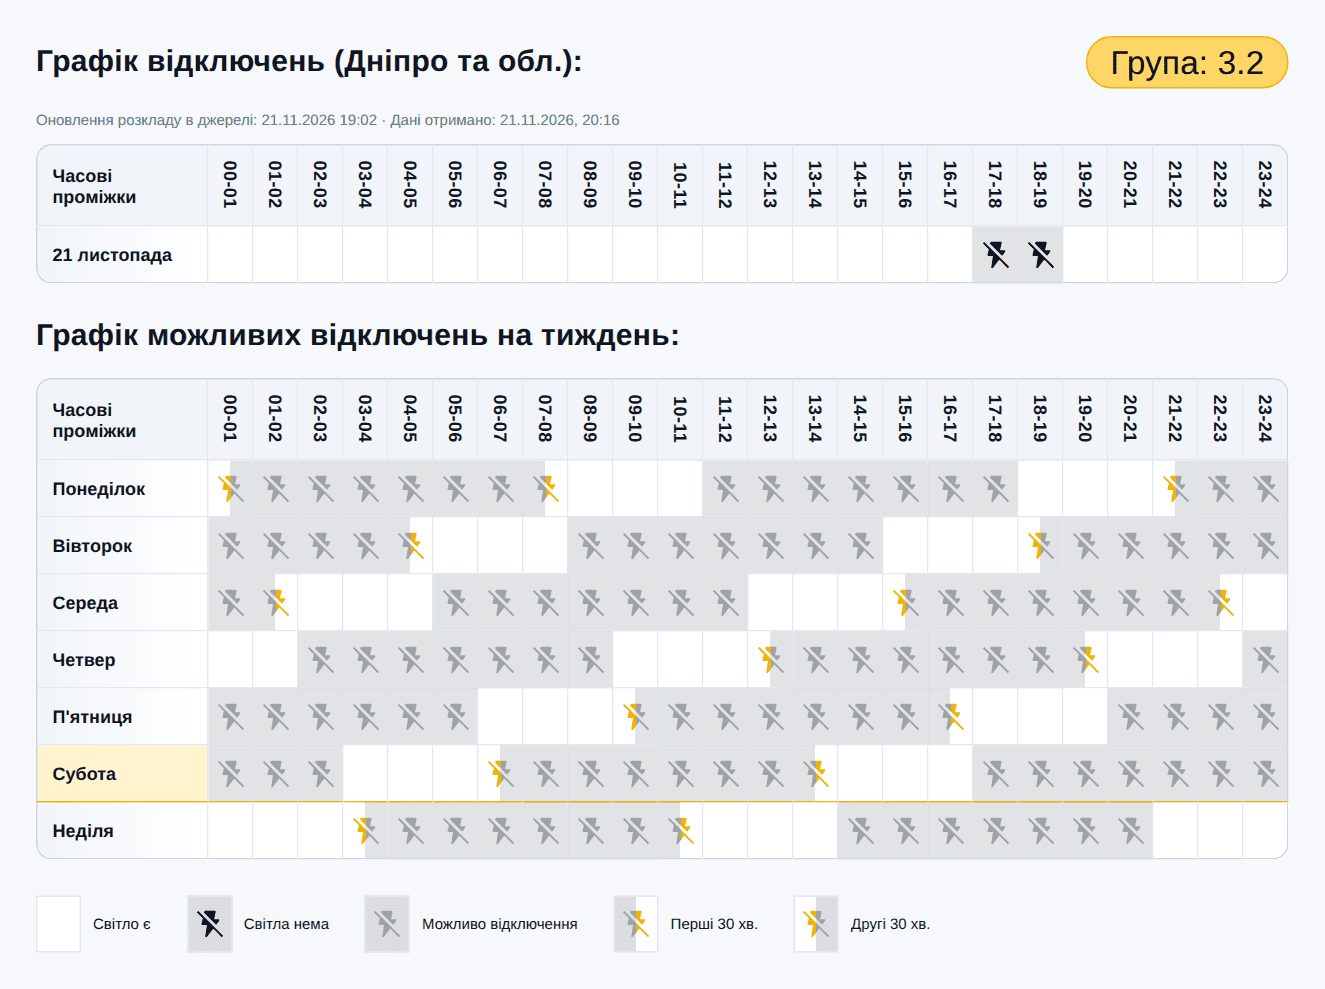 Графік відключень (Дніпро та обл.):
Група: 3.2
Оновлення розкладу в джерелі: 21.11.2026 19:02 · Дані отримано: 21.11.2026, 20:16
Часові проміжки 00-01 01-02 02-03 03-04 04-05 05-06 06-07 07-08 08-09 09-10 10-11 11-12 12-13 13-14 14-15 15-16 16-17 17-18 18-19 19-20 20-21 21-22 22-23 23-24
21 листопада
Графік можливих відключень на тиждень:
Часові проміжки 00-01 01-02 02-03 03-04 04-05 05-06 06-07 07-08 08-09 09-10 10-11 11-12 12-13 13-14 14-15 15-16 16-17 17-18 18-19 19-20 20-21 21-22 22-23 23-24
Понеділок
Вівторок
Середа
Четвер
П'ятниця
Субота
Неділя
Світло є Світла нема Можливо відключення Перші 30 хв. Другі 30 хв.